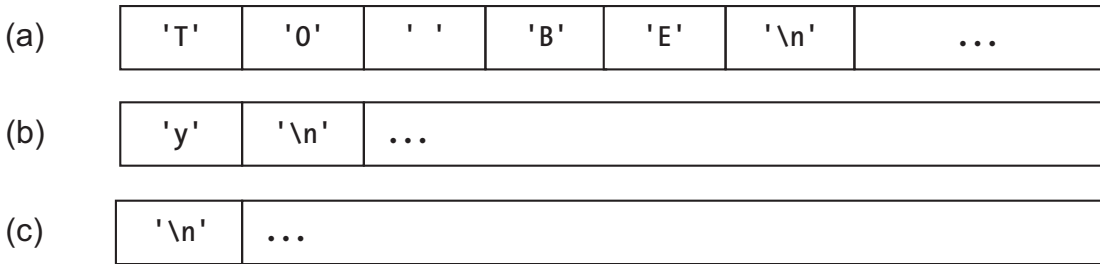 (a) 'T' 'O' ' ' 'B' 'E' '\n' ...
(b) 'y' '\n' ...
(c) '\n' ...